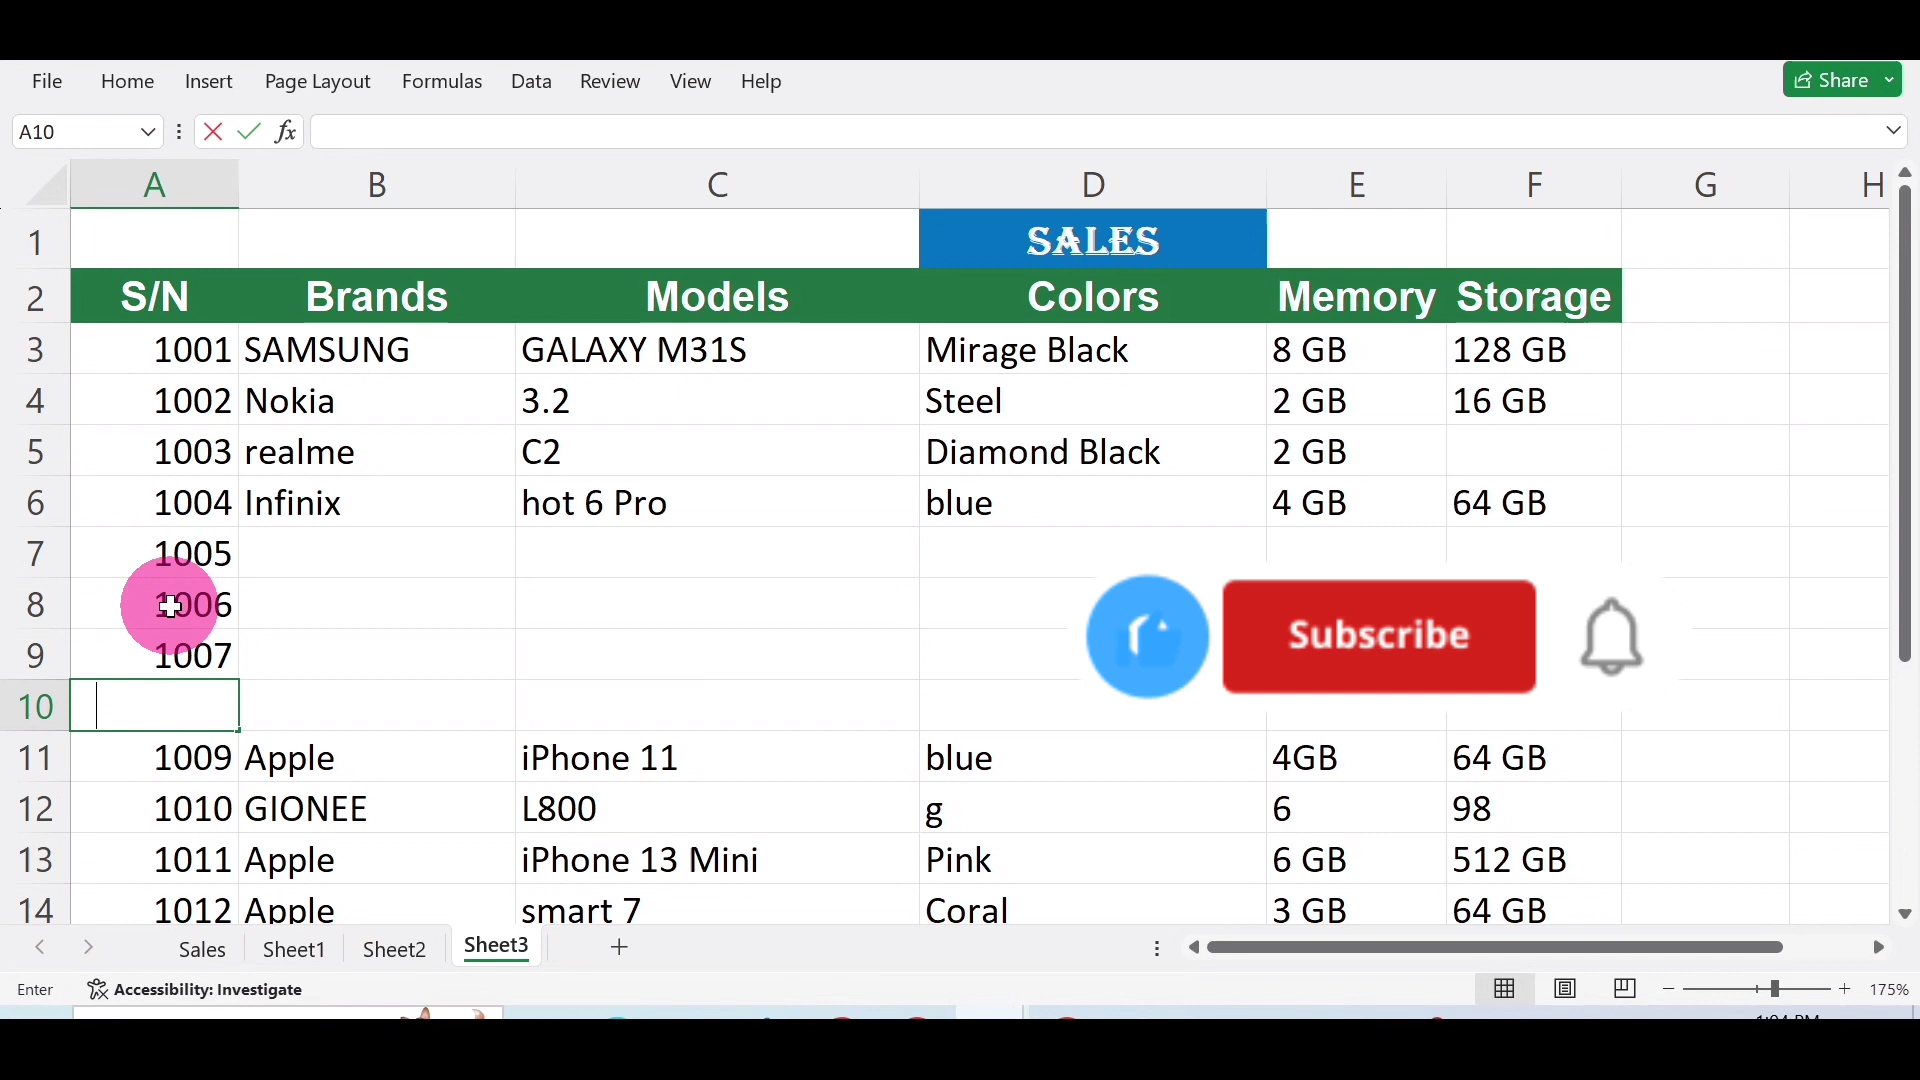 File Home Insert Page Layout Formulas Data Review View Help Share
A10 fx
A B C D E F G H
1 SALES
2 S/N Brands Models Colors Memory Storage
3 1001 SAMSUNG GALAXY M31S Mirage Black 8 GB 128 GB
4 1002 Nokia 3.2 Steel 2 GB 16 GB
5 1003 realme C2 Diamond Black 2 GB
6 1004 Infinix hot 6 Pro blue 4 GB 64 GB
7 1005
8 1006
Subscribe
9 1007
10
11 1009 Apple iPhone 11 blue 4GB 64 GB
12 1010 GIONEE L800 g 6 98
13 1011 Apple iPhone 13 Mini Pink 6 GB 512 GB
14 1012 Apple smart 7 Coral 3 GB 64 GB
Sales Sheet1 Sheet2 Sheet3
Enter Accessibility: Investigate 175%